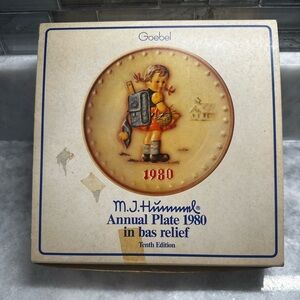 Goebel
1980
M.J.Hummel®
Annual Plate 1980
in bas relief
Tenth Edition